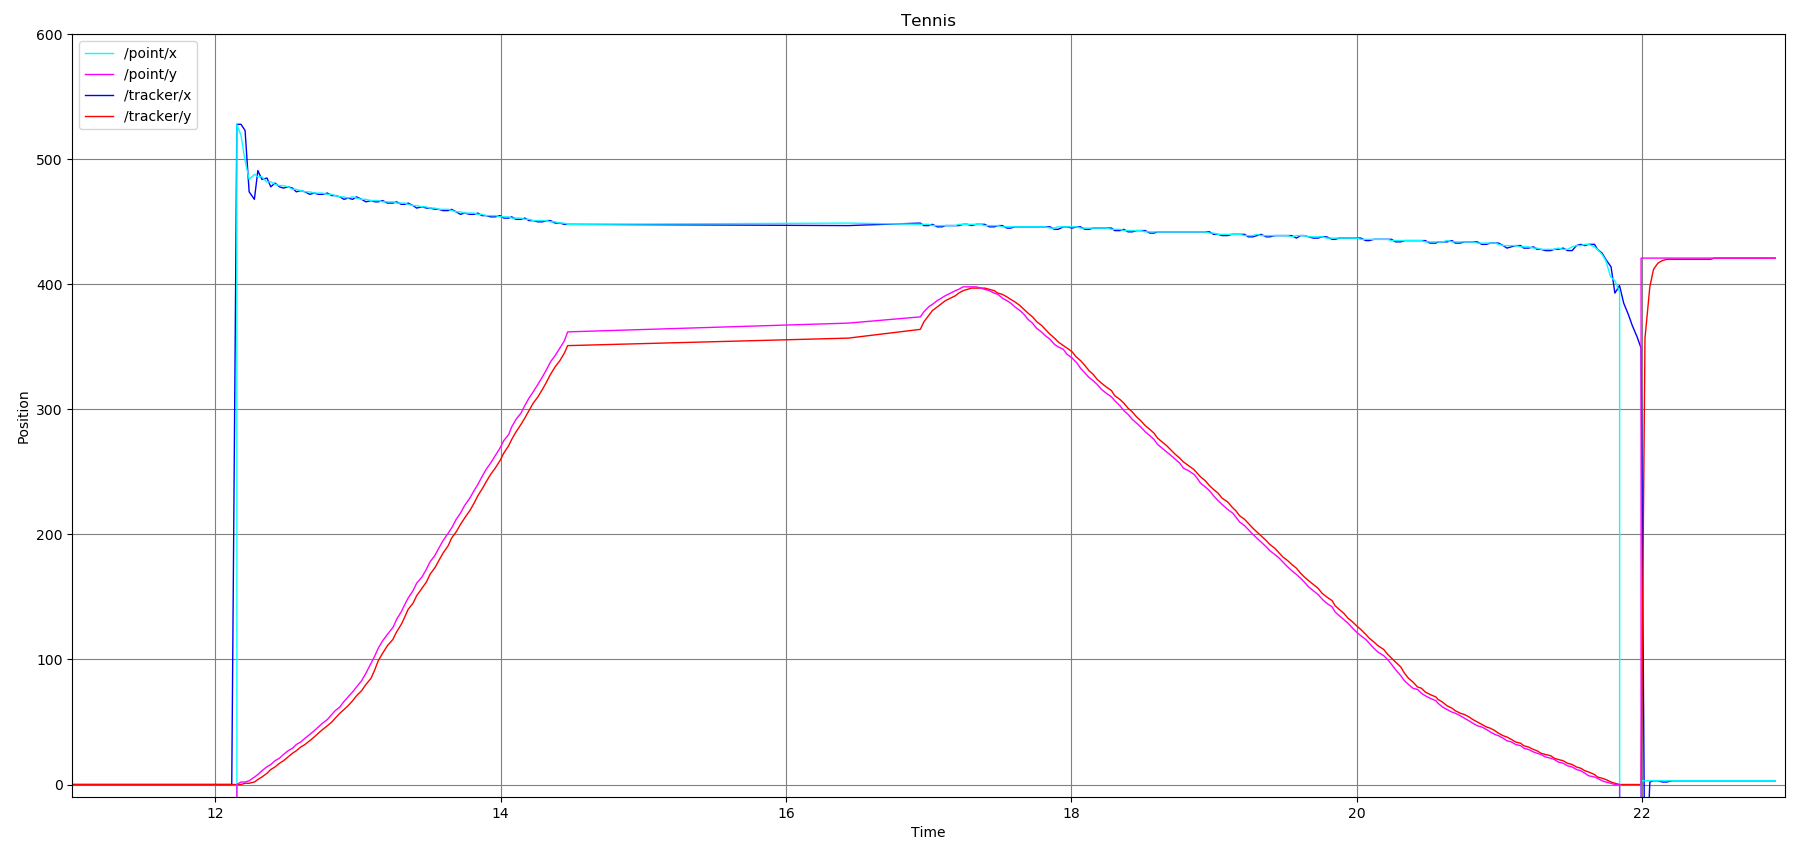 Tennis
600
500
400
300
200
100
0
Position
/point/x
/point/y
/tracker/x
/tracker/y
12
14
16
18
20
22
Time